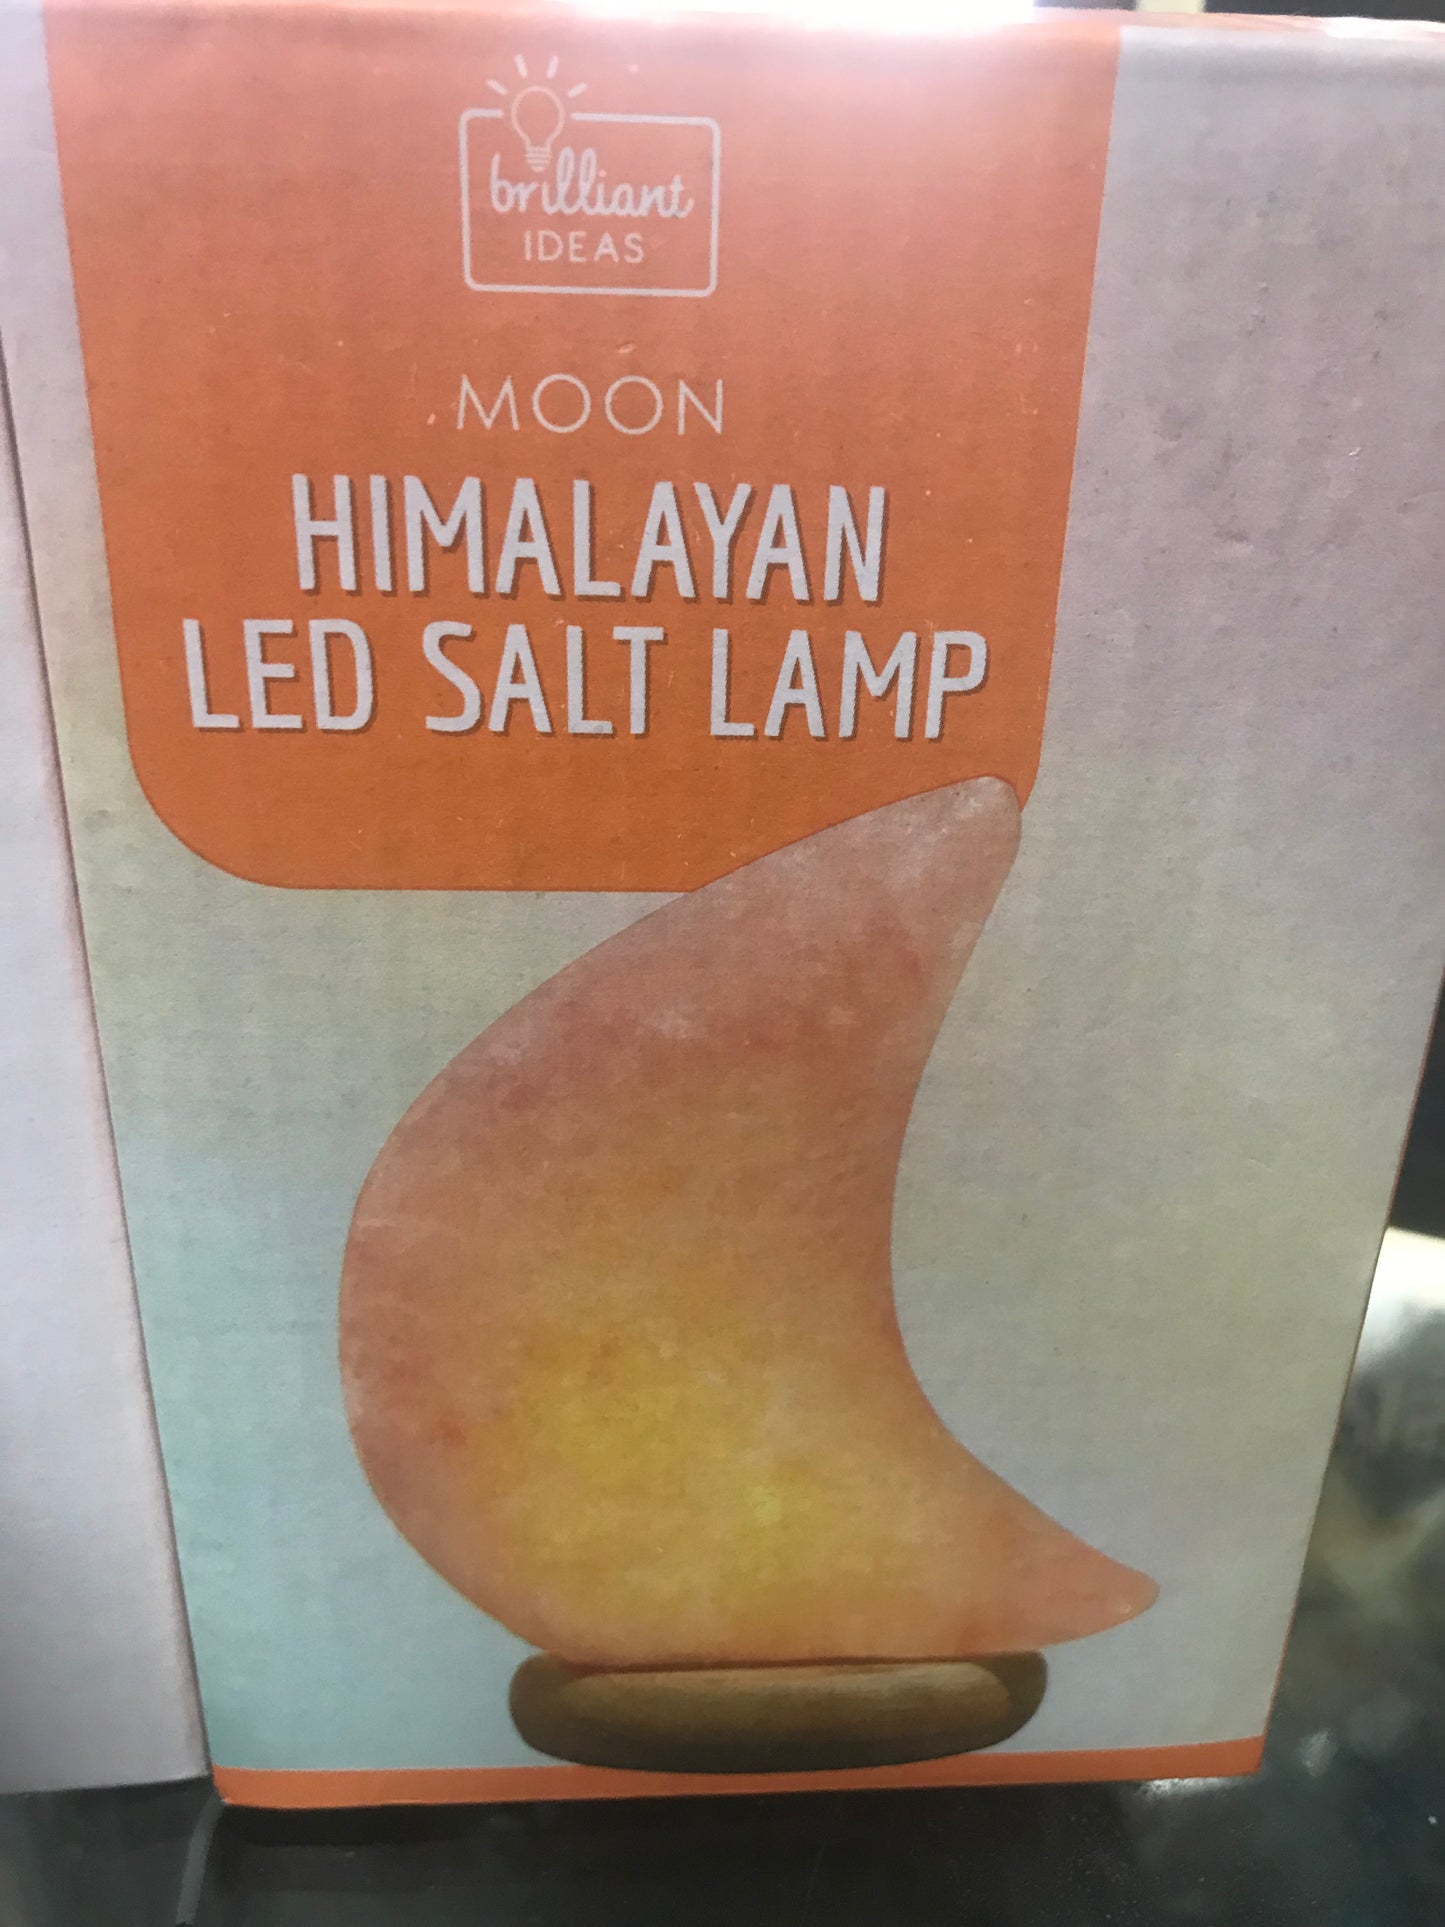 brilliant
IDEAS
MOON
HIMALAYAN
LED SALT LAMP